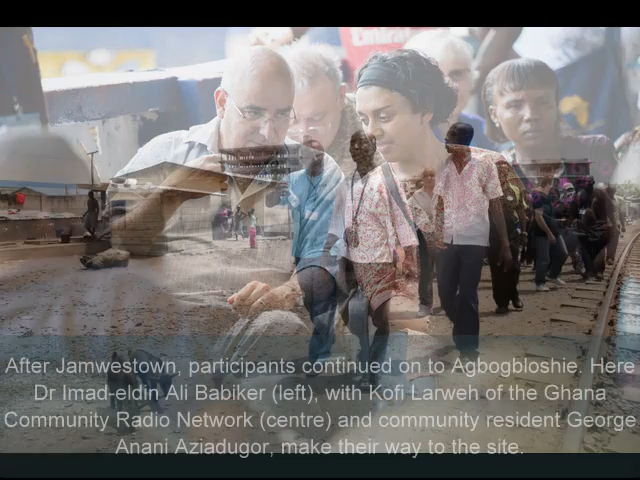 After Jamwestown, participants continued on to Agbogbloshie. Here
Dr Imad-eldin Ali Babiker (left), with Kofi Larweh of the Ghana
Community Radio Network (centre) and community resident George
Anani Aziadugor, make their way to the site.